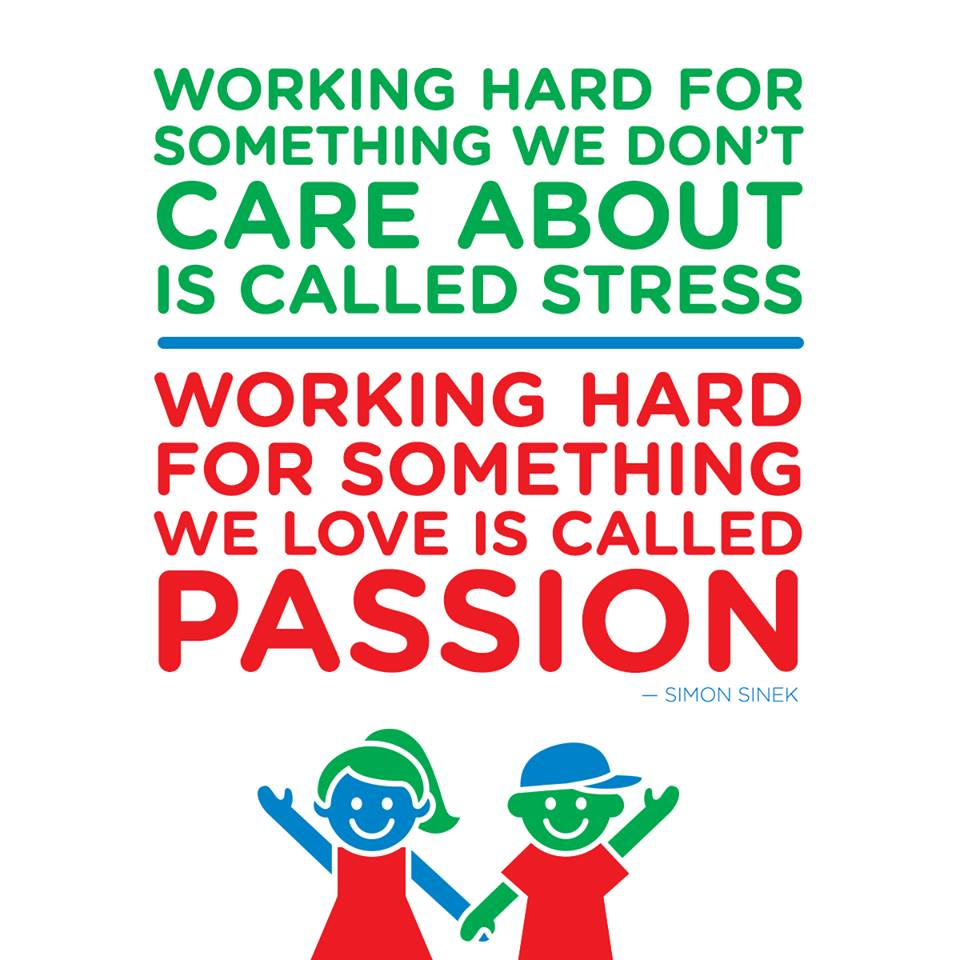 WORKING HARD FOR
SOMETHING WE DON'T
CARE ABOUT
IS CALLED STRESS
WORKING HARD
FOR SOMETHING
WE LOVE IS CALLED
PASSION
— SIMON SINEK